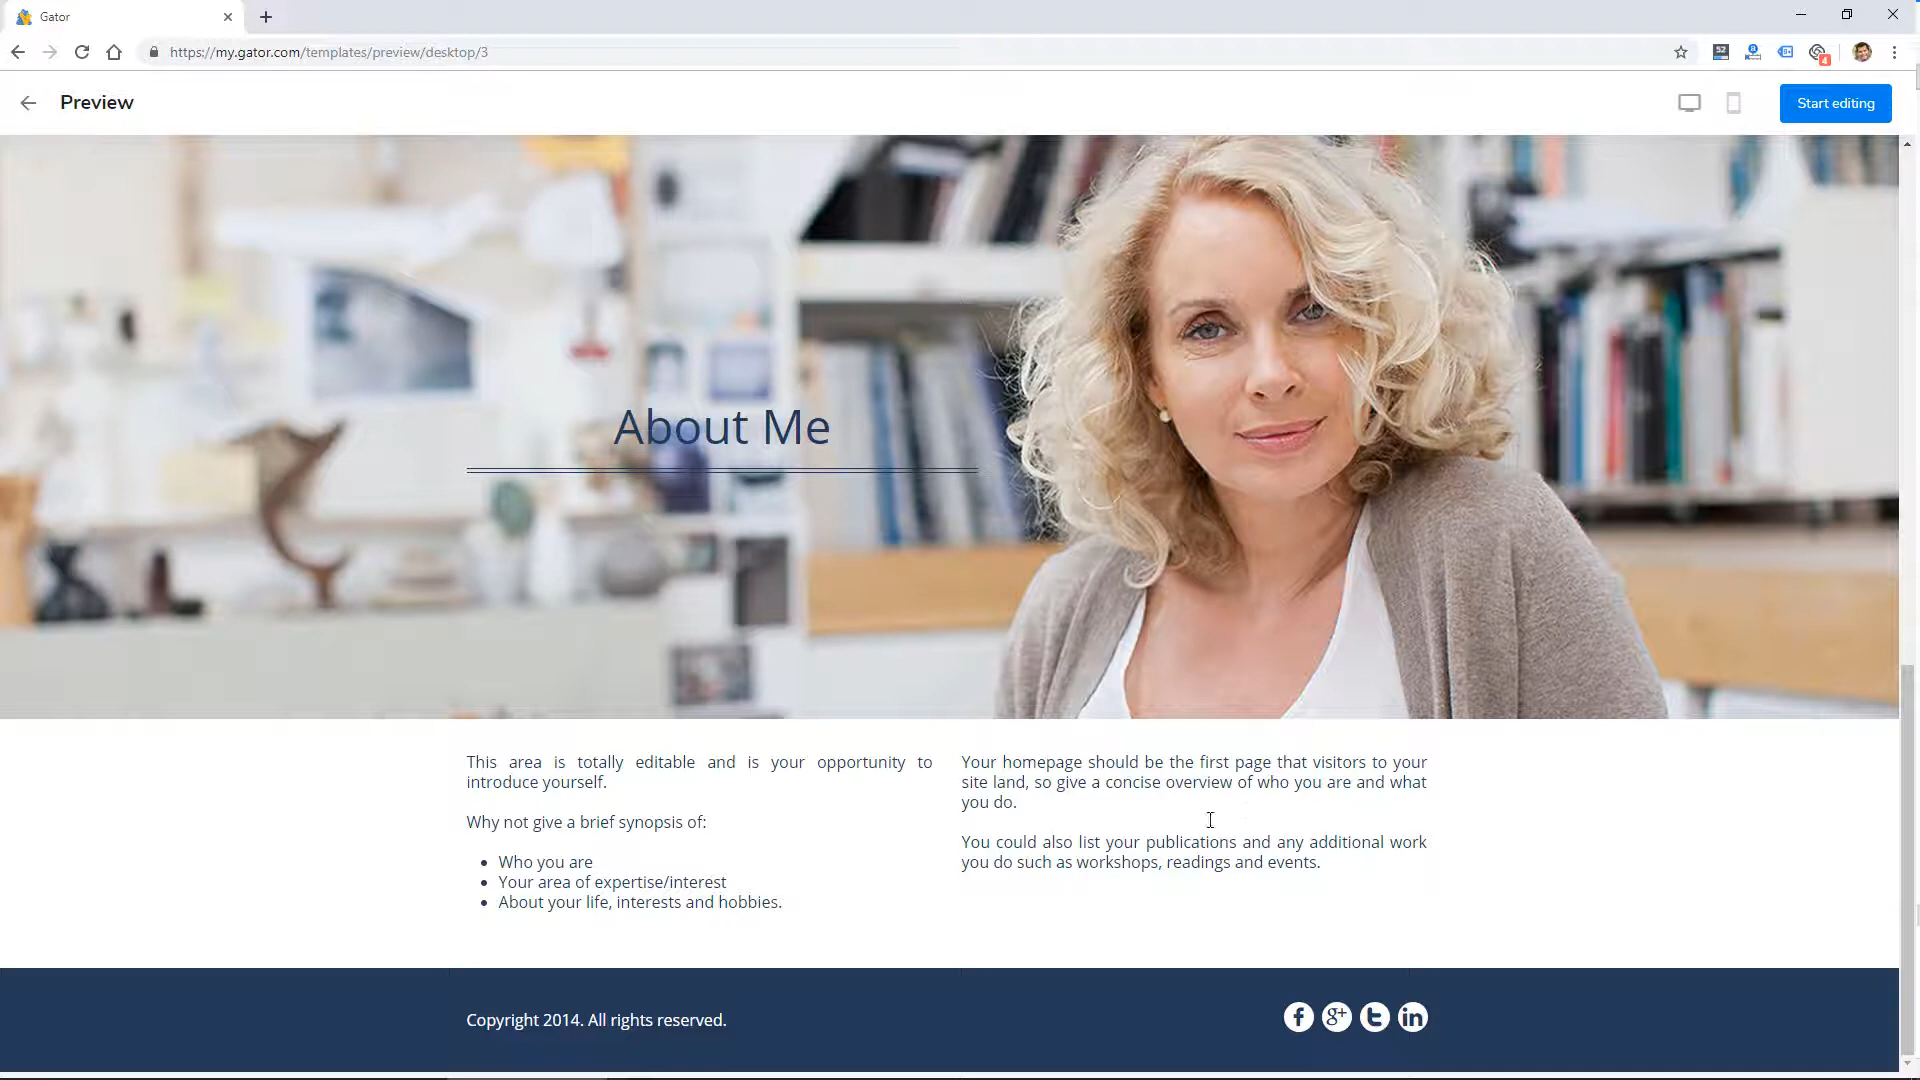 Gator
https://my.gator.com/templates/preview/desktop/3
52
4
Preview
Start editing
About Me
This area is totally editable and is your opportunity to
introduce yourself.
Why not give a brief synopsis of:
Who you are
Your area of expertise/interest
About your life, interests and hobbies.
Your homepage should be the first page that visitors to your
site land, so give a concise overview of who you are and what
you do.
You could also list your publications and any additional work
you do such as workshops, readings and events.
Copyright 2014. All rights reserved.
f g+ t in